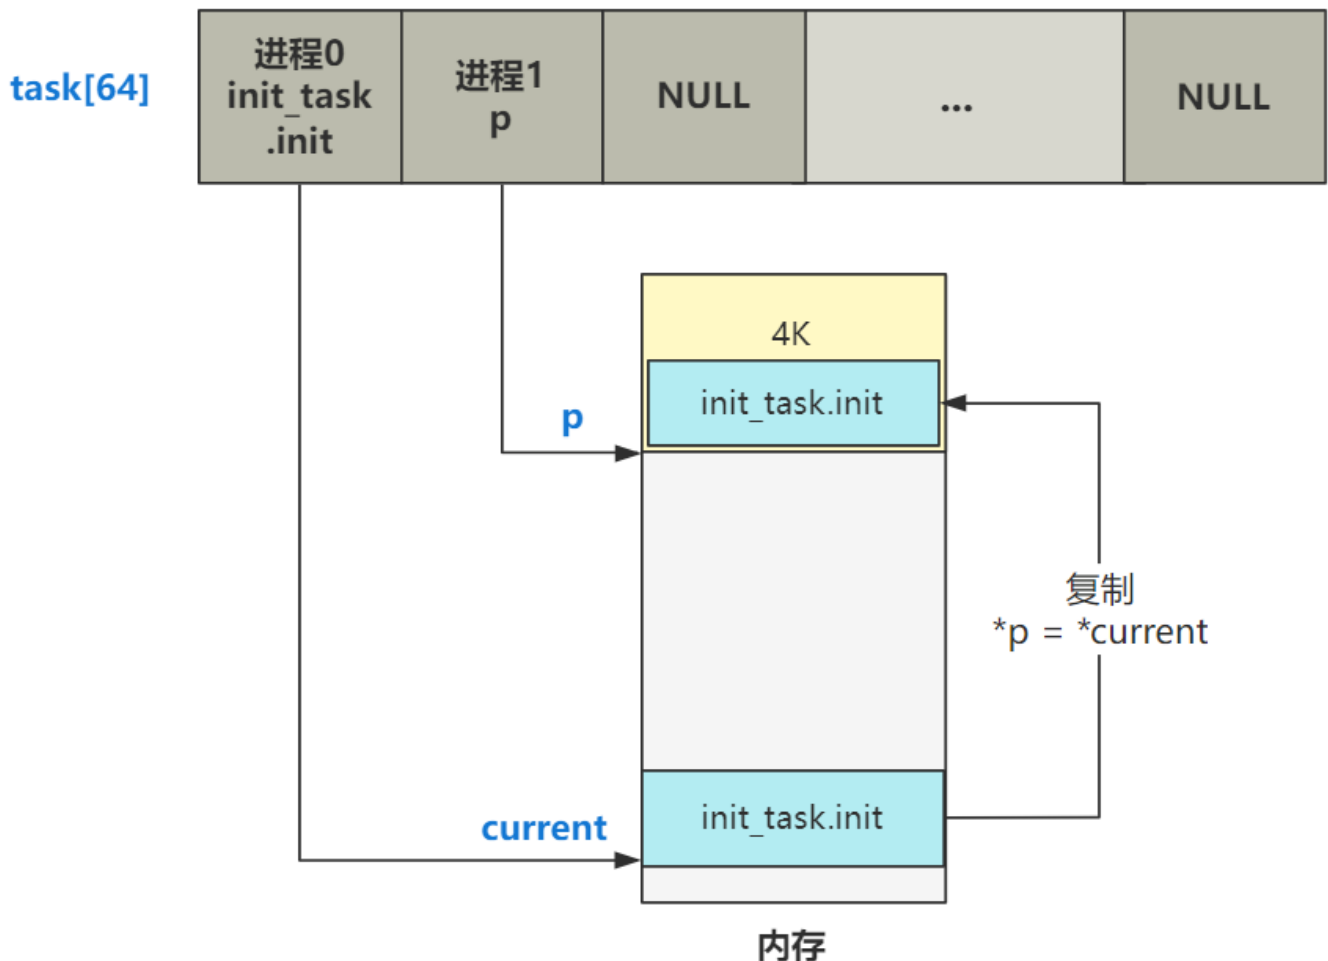 task[64]
进程0
init_task
.init
进程1
p
NULL
...
NULL
4K
init_task.init
p
复制
*p = *current
init_task.init
current
内存